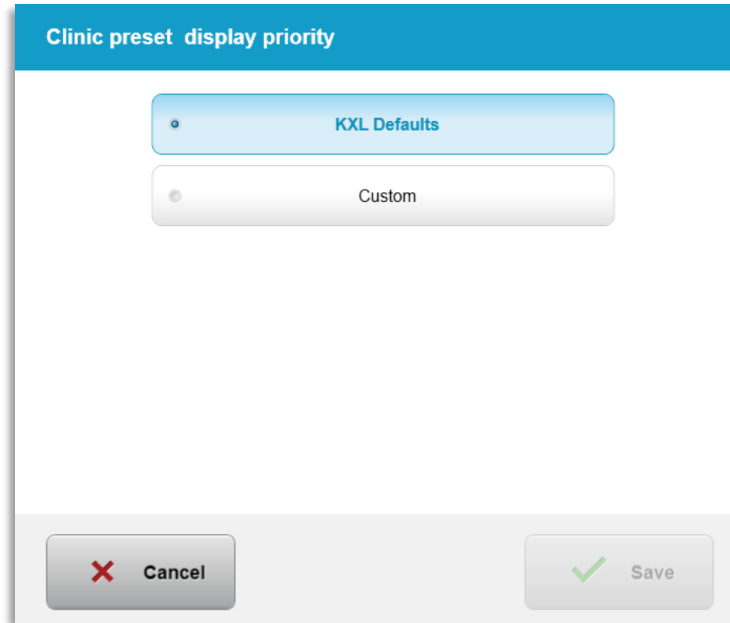 Clinic preset display priority
KXL Defaults
Custom
Cancel
Save